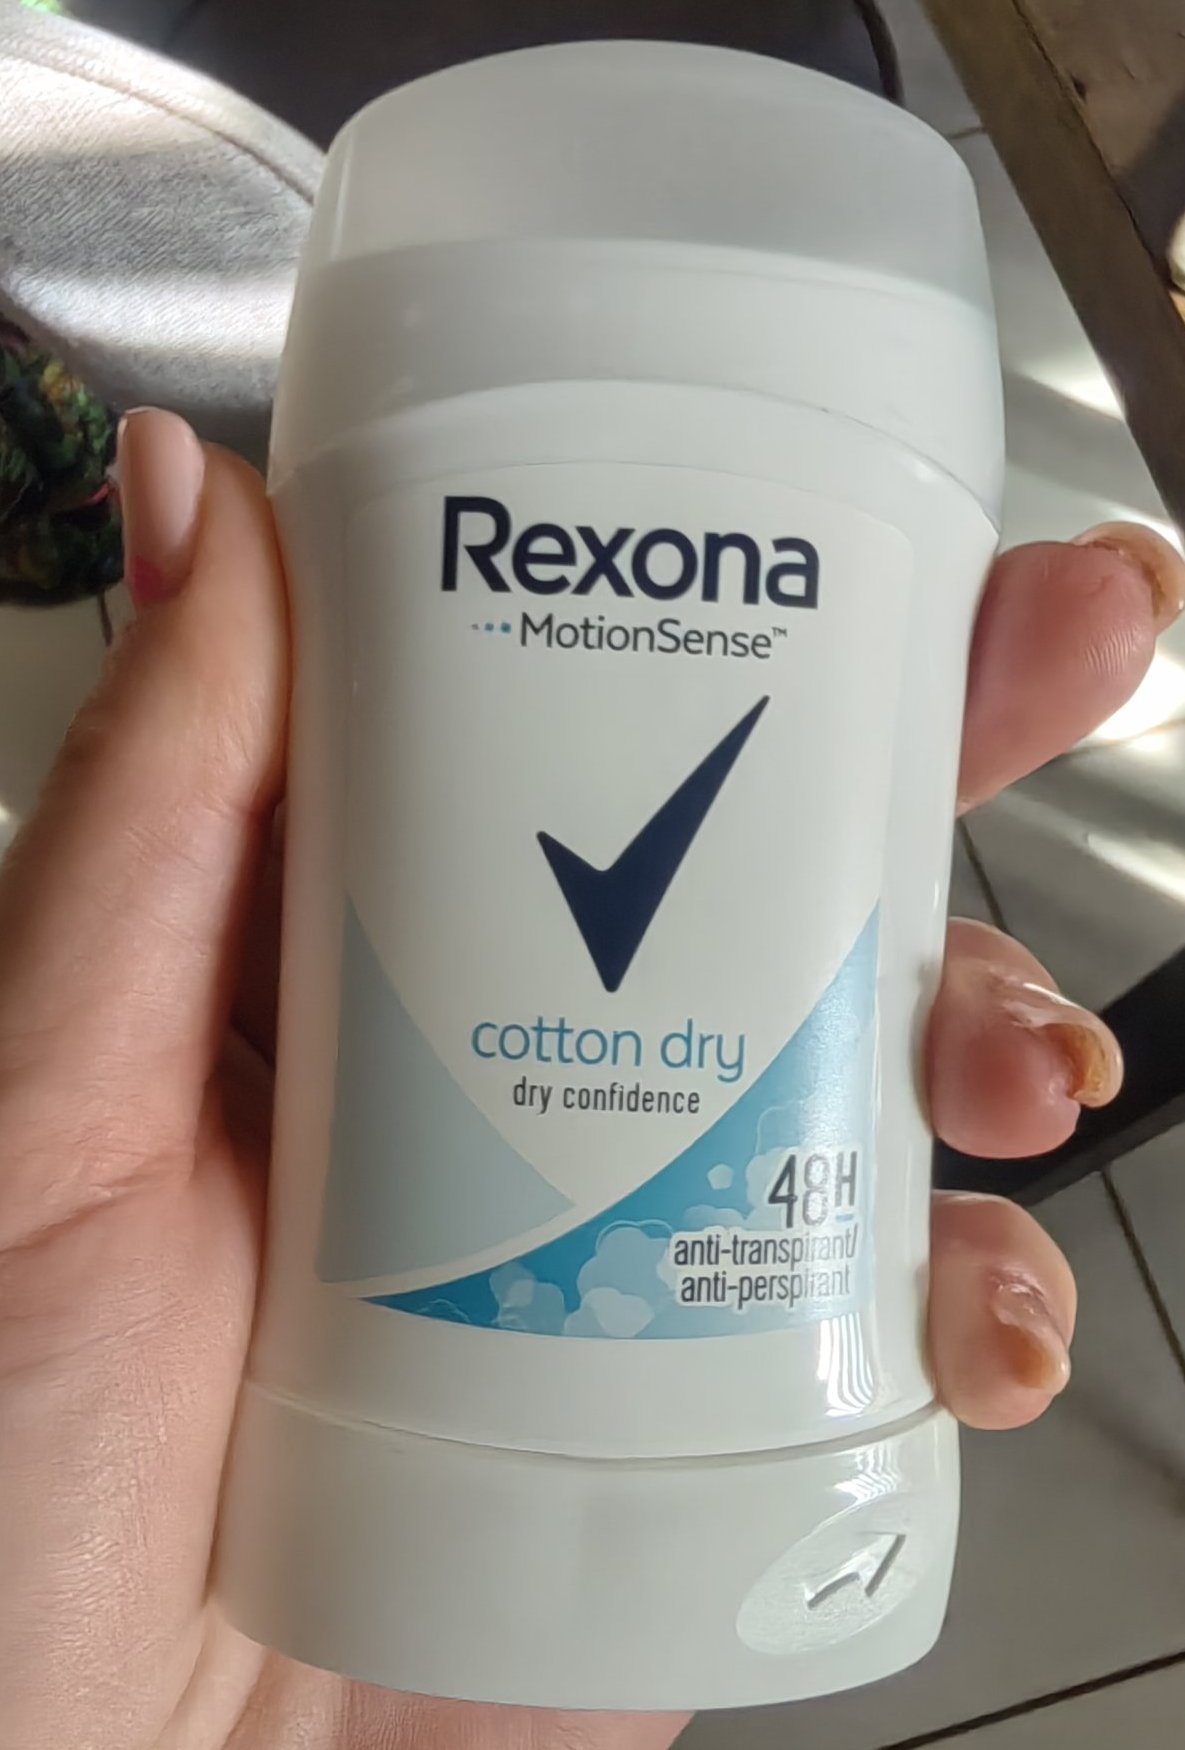 Rexona
MotionSense™
cotton dry
dry confidence
48H
anti-transpirant/
anti-perspirant